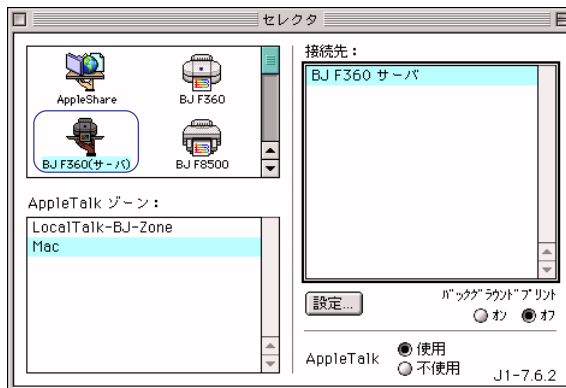 セレクタ
AppleShare
BJ F360
BJ F360(サーバ)
BJ F8500
AppleTalk ゾーン：
LocalTalk-BJ-Zone
Mac
接続先：
BJ F360 サーバ
設定...
バックグラウンドプリント
オン オフ
AppleTalk
使用
不使用
J1-7.6.2